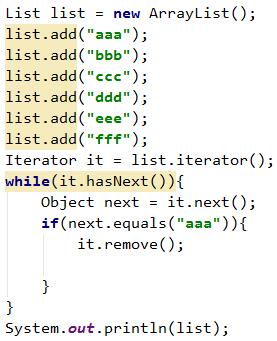 List list = new ArrayList();
list.add("aaa");
list.add("bbb");
list.add("ccc");
list.add("ddd");
list.add("eee");
list.add("fff");
Iterator it = list.iterator();
while(it.hasNext()){
    Object next = it.next();
    if(next.equals("aaa")){
        it.remove();
    }
}
System.out.println(list);